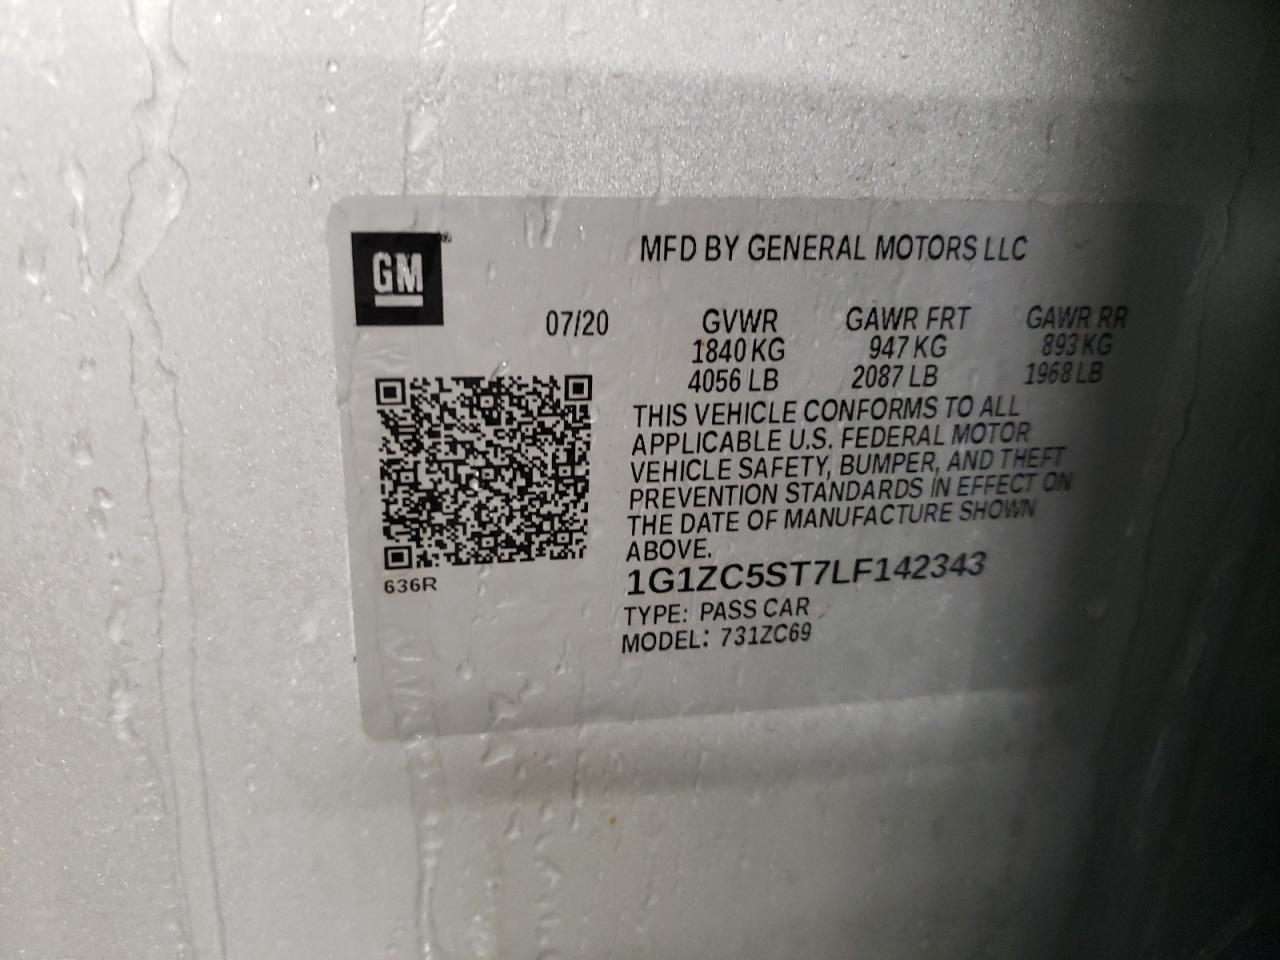 GM
MFD BY GENERAL MOTORS LLC
07/20 GVWR GAWR FRT GAWR RR
1840 KG 947 KG 893 KG
4056 LB 2087 LB 1968 LB
THIS VEHICLE CONFORMS TO ALL
APPLICABLE U.S. FEDERAL MOTOR
VEHICLE SAFETY, BUMPER, AND THEFT
PREVENTION STANDARDS IN EFFECT ON
THE DATE OF MANUFACTURE SHOWN
ABOVE.
636R
1G1ZC5ST7LF142343
TYPE: PASS CAR
MODEL: 731ZC69